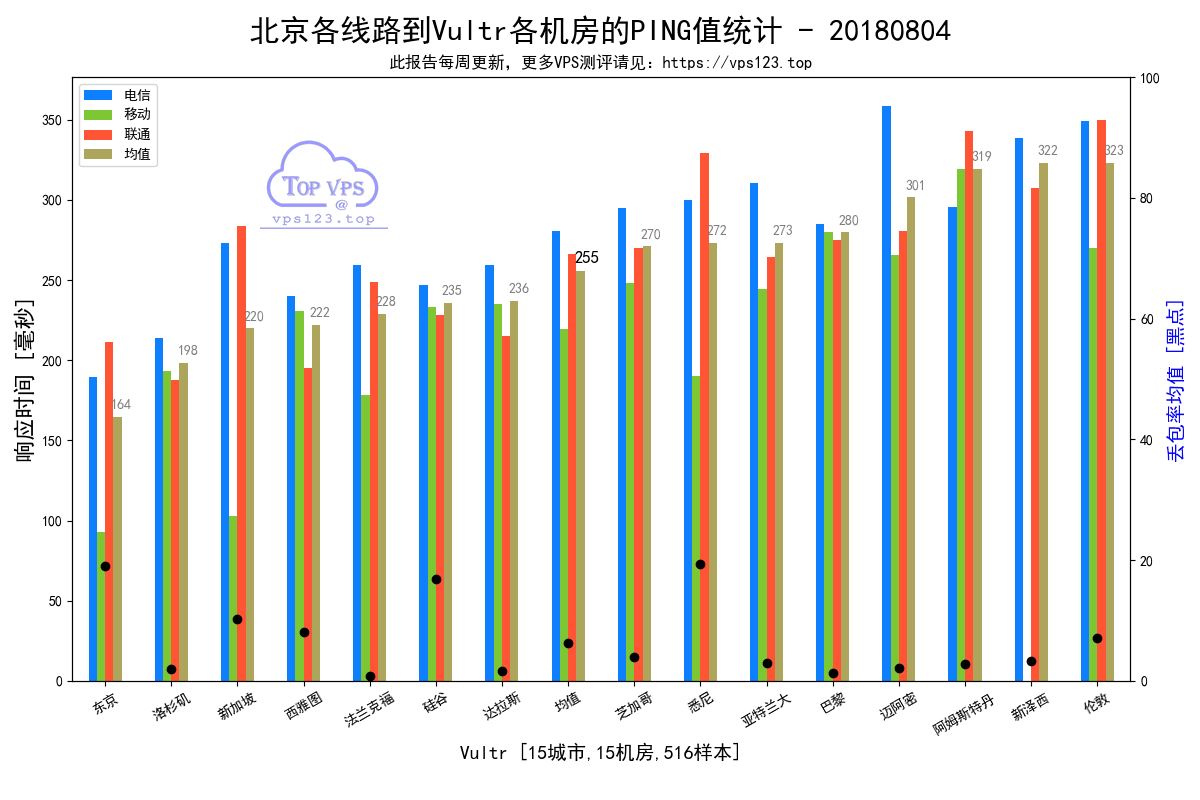 北京各线路到Vultr各机房的PING值统计 - 20180804
此报告每周更新，更多VPS测评请见：https://vps123.top
电信
移动
联通
均值
TOP VPS
@
vps123.top
响应时间 [毫秒]
350
300
250
200
150
100
50
0
164
198
220
222
228
235
236
255
270
272
273
280
301
319
322
323
100
80
60
40
20
0
丢包率均值 [黑点]
东京
洛杉矶
新加坡
西雅图
法兰克福
硅谷
达拉斯
均值
芝加哥
悉尼
亚特兰大
巴黎
迈阿密
阿姆斯特丹
新泽西
伦敦
Vultr [15城市,15机房,516样本]